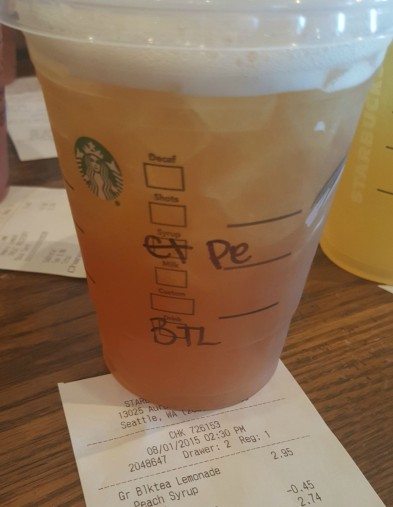 Decaf
Shots
Syrup
Pe
Milk
Custom
Drink
BTL
STARBUCKS
Seattle, WA
CHK 726153
08/01/2015 02:30 PM
2048647 Drawer: 2 Reg: 1
Gr Blktea Lemonade 2.95
Peach Syrup
-0.45
2.74